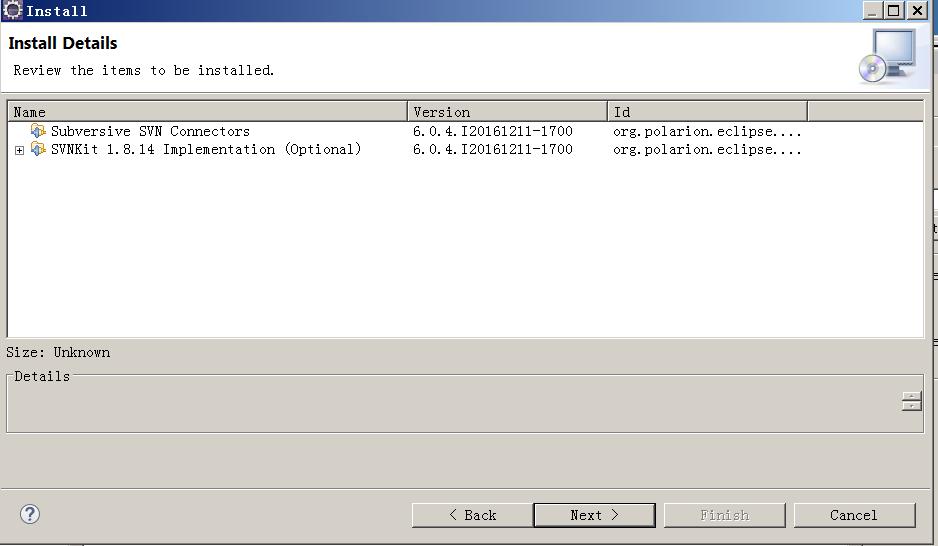 Install
Install Details
Review the items to be installed.
Name Version Id
Subversive SVN Connectors 6.0.4.I20161211-1700 org.polarion.eclipse....
SVNKit 1.8.14 Implementation (Optional) 6.0.4.I20161211-1700 org.polarion.eclipse....
Size: Unknown
Details
< Back Next > Finish Cancel